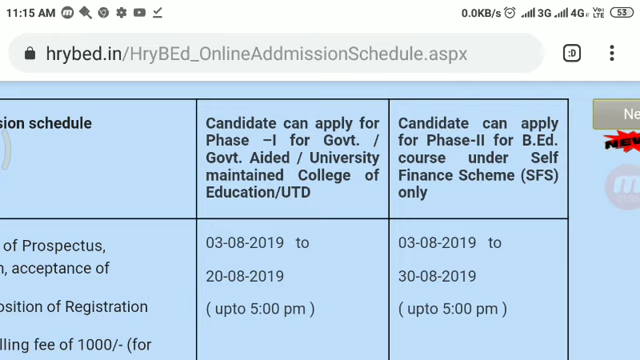 11:15 AM
0.0KB/s 3G 4G Vo LTE 53
hrybed.in/HryBEd_OnlineAddmissionSchedule.aspx
:D
sion schedule
Candidate can apply for
Phase –I for Govt. /
Govt. Aided / University
maintained College of
Education/UTD
Candidate can apply
for Phase-II for B.Ed.
course under Self
Finance Scheme (SFS)
only
Ne
NEW
of Prospectus,
n, acceptance of
osition of Registration
lling fee of 1000/- (for
03-08-2019 to
20-08-2019
( upto 5:00 pm )
03-08-2019 to
30-08-2019
( upto 5:00 pm )